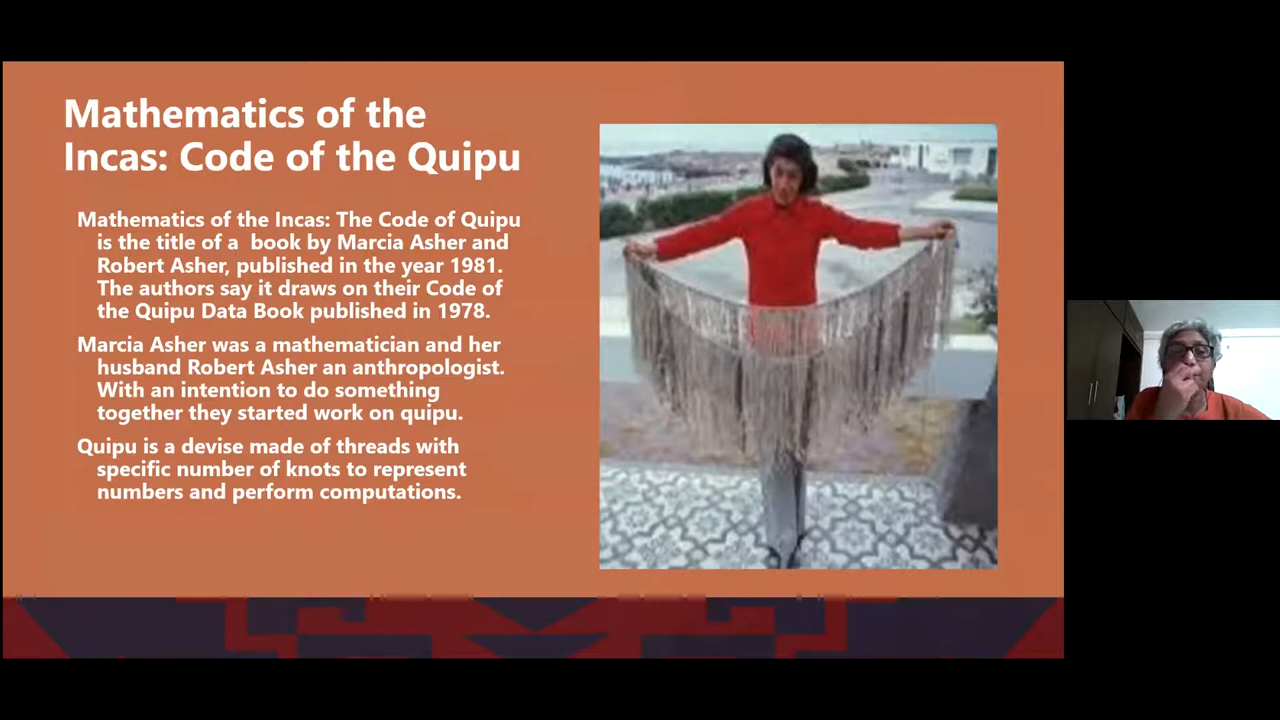 Mathematics of the
Incas: Code of the Quipu
Mathematics of the Incas: The Code of Quipu
is the title of a  book by Marcia Asher and
Robert Asher, published in the year 1981.
The authors say it draws on their Code of
the Quipu Data Book published in 1978.
Marcia Asher was a mathematician and her
husband Robert Asher an anthropologist.
With an intention to do something
together they started work on quipu.
Quipu is a devise made of threads with
specific number of knots to represent
numbers and perform computations.